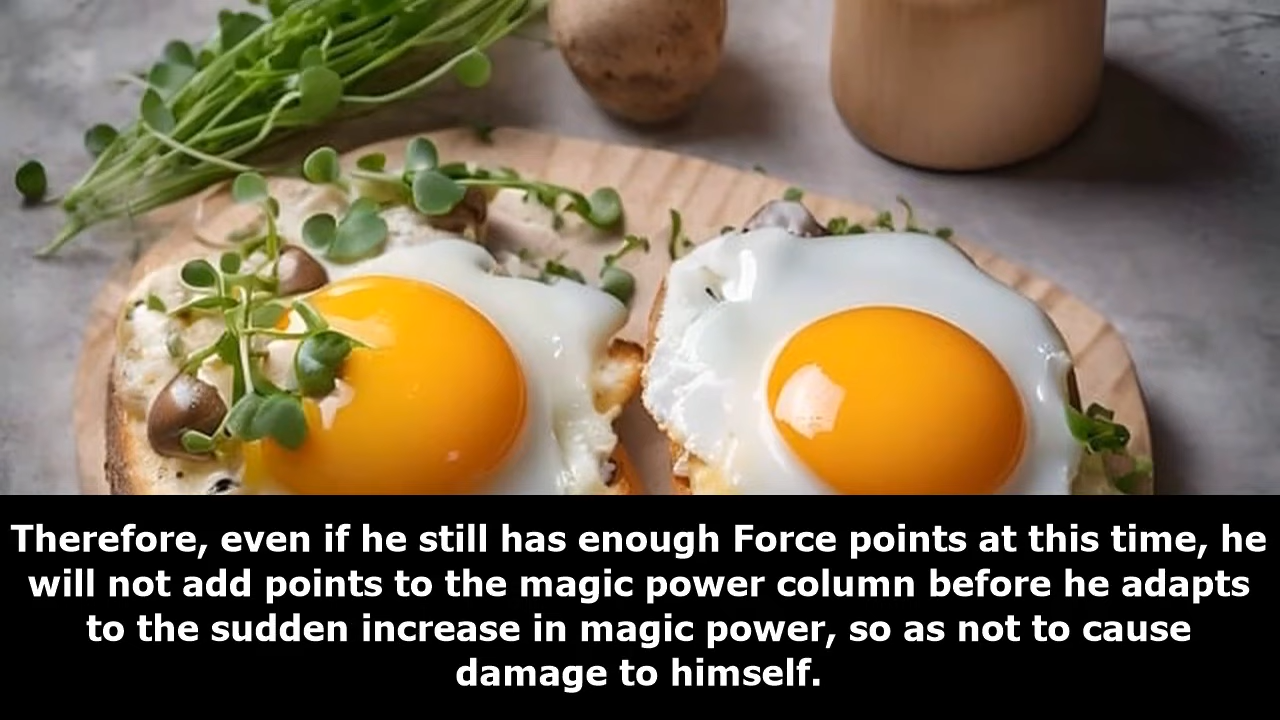 Therefore, even if he still has enough Force points at this time, he
will not add points to the magic power column before he adapts
to the sudden increase in magic power, so as not to cause
damage to himself.